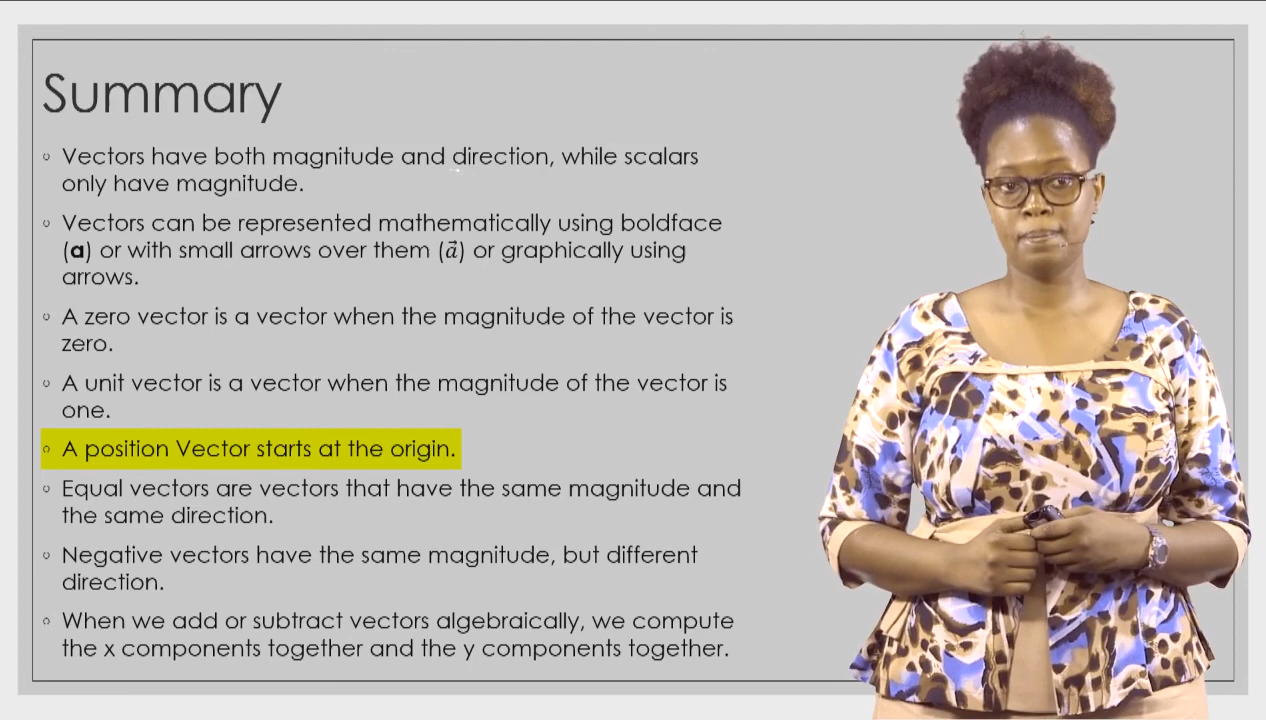 Summary
Vectors have both magnitude and direction, while scalars
only have magnitude.
Vectors can be represented mathematically using boldface
(a) or with small arrows over them (a⃗) or graphically using
arrows.
A zero vector is a vector when the magnitude of the vector is
zero.
A unit vector is a vector when the magnitude of the vector is
one.
A position Vector starts at the origin.
Equal vectors are vectors that have the same magnitude and
the same direction.
Negative vectors have the same magnitude, but different
direction.
When we add or subtract vectors algebraically, we compute
the x components together and the y components together.